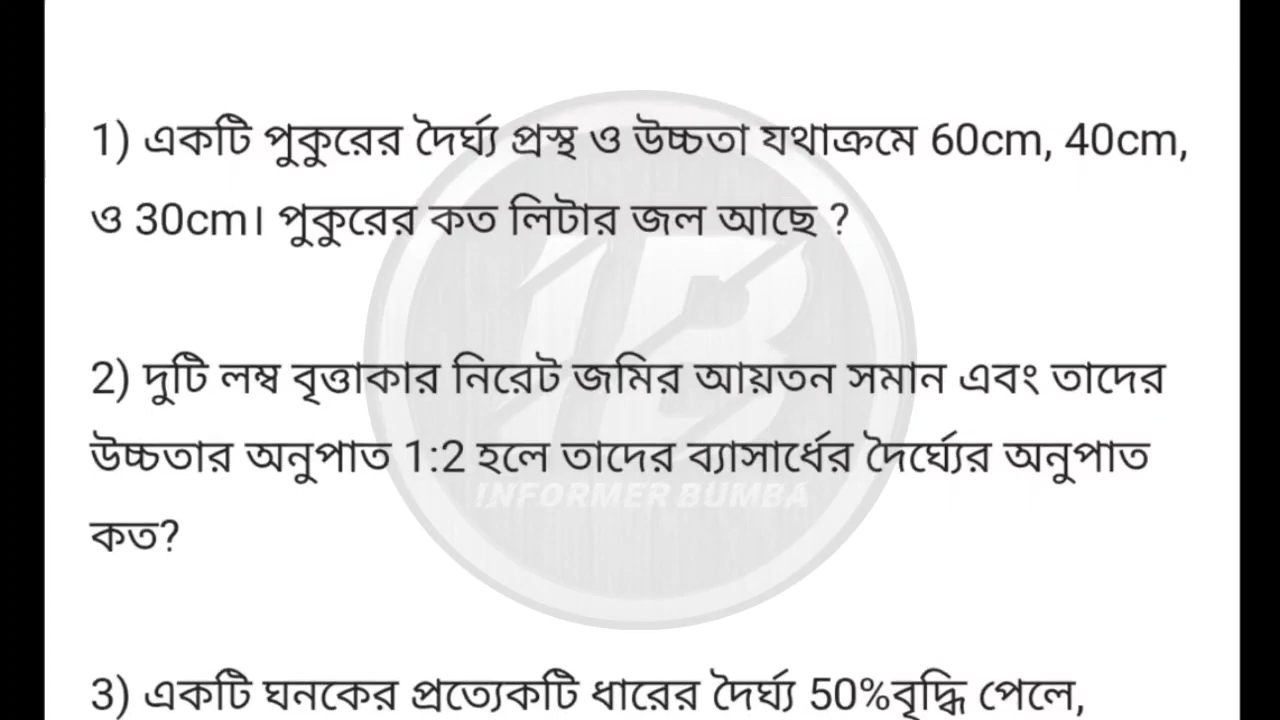 1) একটি পুকুরের দৈর্ঘ্য প্রস্থ ও উচ্চতা যথাক্রমে 60cm, 40cm,
ও 30cm। পুকুরের কত লিটার জল আছে ?
2) দুটি লম্ব বৃত্তাকার নিরেট জমির আয়তন সমান এবং তাদের
উচ্চতার অনুপাত 1:2 হলে তাদের ব্যাসার্ধের দৈর্ঘ্যের অনুপাত
INFORMER BUMBA
কত?
3) একটি ঘনকের প্রত্যেকটি ধারের দৈর্ঘ্য 50%বৃদ্ধি পেলে,